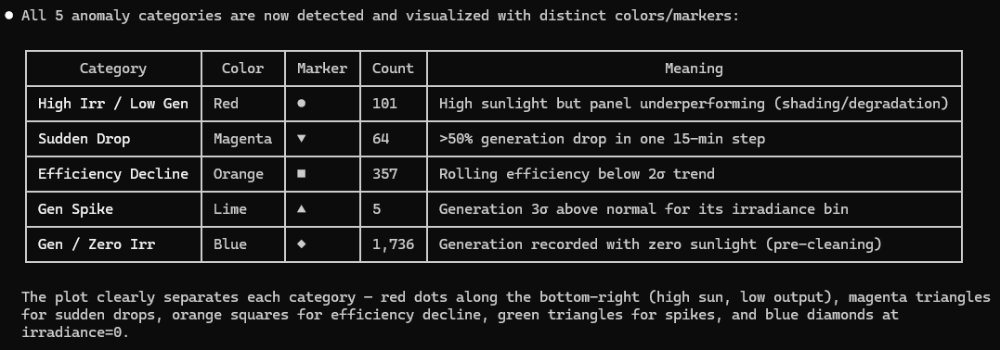 ● All 5 anomaly categories are now detected and visualized with distinct colors/markers:
Category Color Marker Count Meaning
High Irr / Low Gen Red ● 101 High sunlight but panel underperforming (shading/degradation)
Sudden Drop Magenta ▼ 64 >50% generation drop in one 15-min step
Efficiency Decline Orange ■ 357 Rolling efficiency below 2σ trend
Gen Spike Lime ▲ 5 Generation 3σ above normal for its irradiance bin
Gen / Zero Irr Blue ◆ 1,736 Generation recorded with zero sunlight (pre-cleaning)
The plot clearly separates each category — red dots along the bottom-right (high sun, low output), magenta triangles
for sudden drops, orange squares for efficiency decline, green triangles for spikes, and blue diamonds at
irradiance=0.